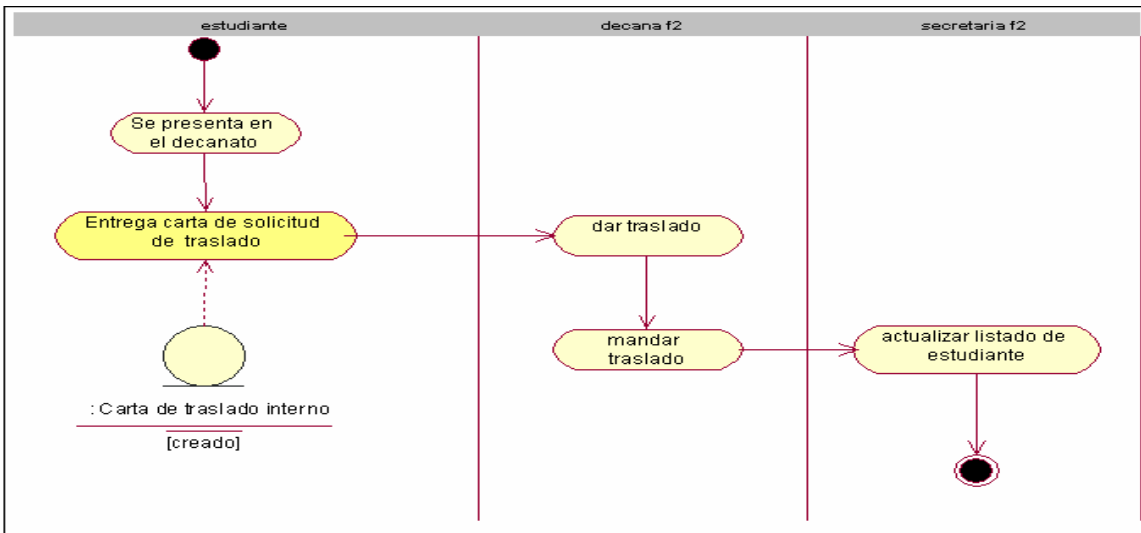 estudiante
decana f2
secretaria f2
Se presenta en
el decanato
Entrega carta de solicitud
de traslado
dar traslado
mandar
traslado
actualizar listado de
estudiante
: Carta de traslado interno
[creado]